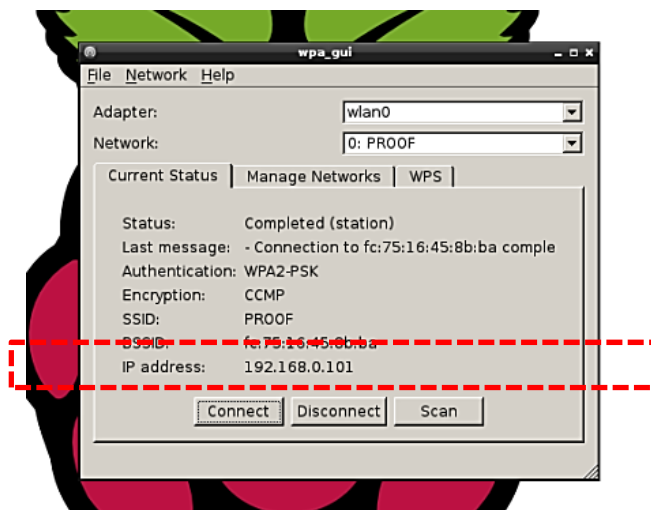 wpa_gui
File Network Help
Adapter: wlan0
Network: 0: PROOF
Current Status Manage Networks WPS
Status: Completed (station)
Last message: - Connection to fc:75:16:45:8b:ba comple
Authentication: WPA2-PSK
Encryption: CCMP
SSID: PROOF
BSSID: fc:75:16:45:8b:ba
IP address: 192.168.0.101
Connect Disconnect Scan